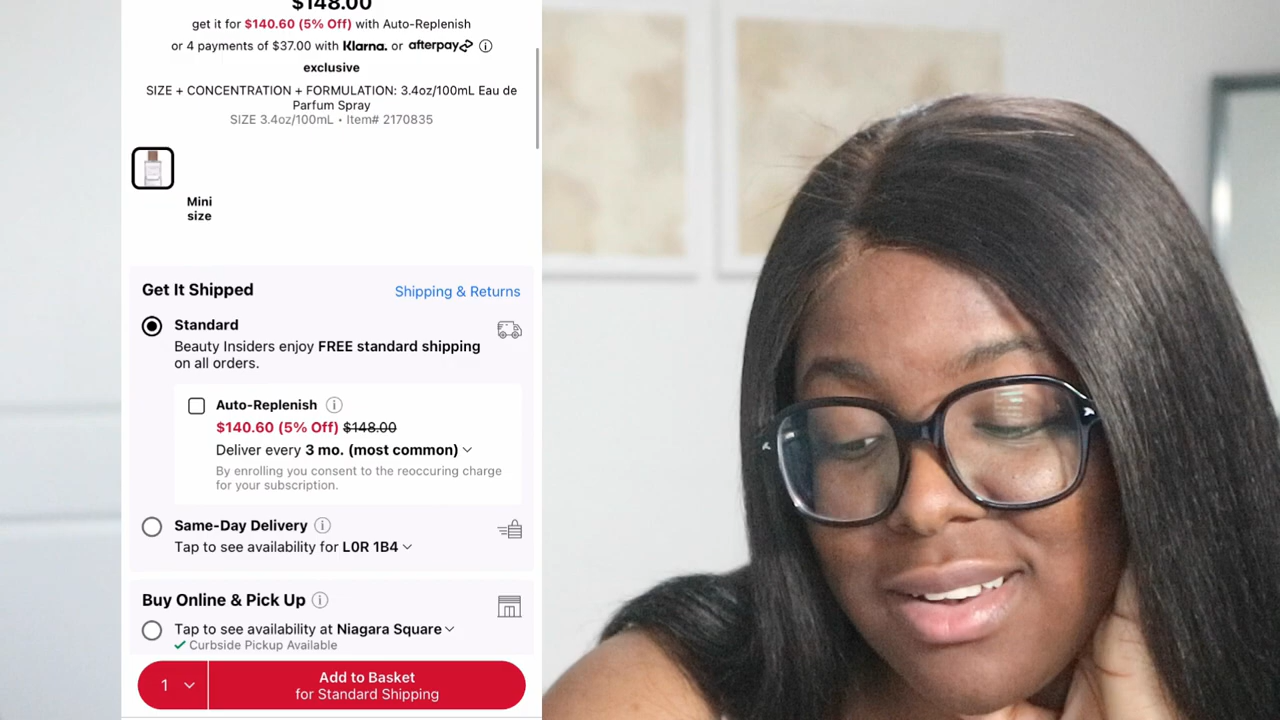 $148.00
get it for $140.60 (5% Off) with Auto-Replenish
or 4 payments of $37.00 with Klarna. or afterpay
exclusive
SIZE + CONCENTRATION + FORMULATION: 3.4oz/100mL Eau de
Parfum Spray
SIZE 3.4oz/100mL • Item# 2170835
Mini
size
Get It Shipped
Shipping & Returns
Standard
Beauty Insiders enjoy FREE standard shipping
on all orders.
Auto-Replenish
$140.60 (5% Off) $148.00
Deliver every 3 mo. (most common)
By enrolling you consent to the reoccuring charge
for your subscription.
Same-Day Delivery
Tap to see availability for L0R 1B4
Buy Online & Pick Up
Tap to see availability at Niagara Square
Curbside Pickup Available
1
Add to Basket
for Standard Shipping